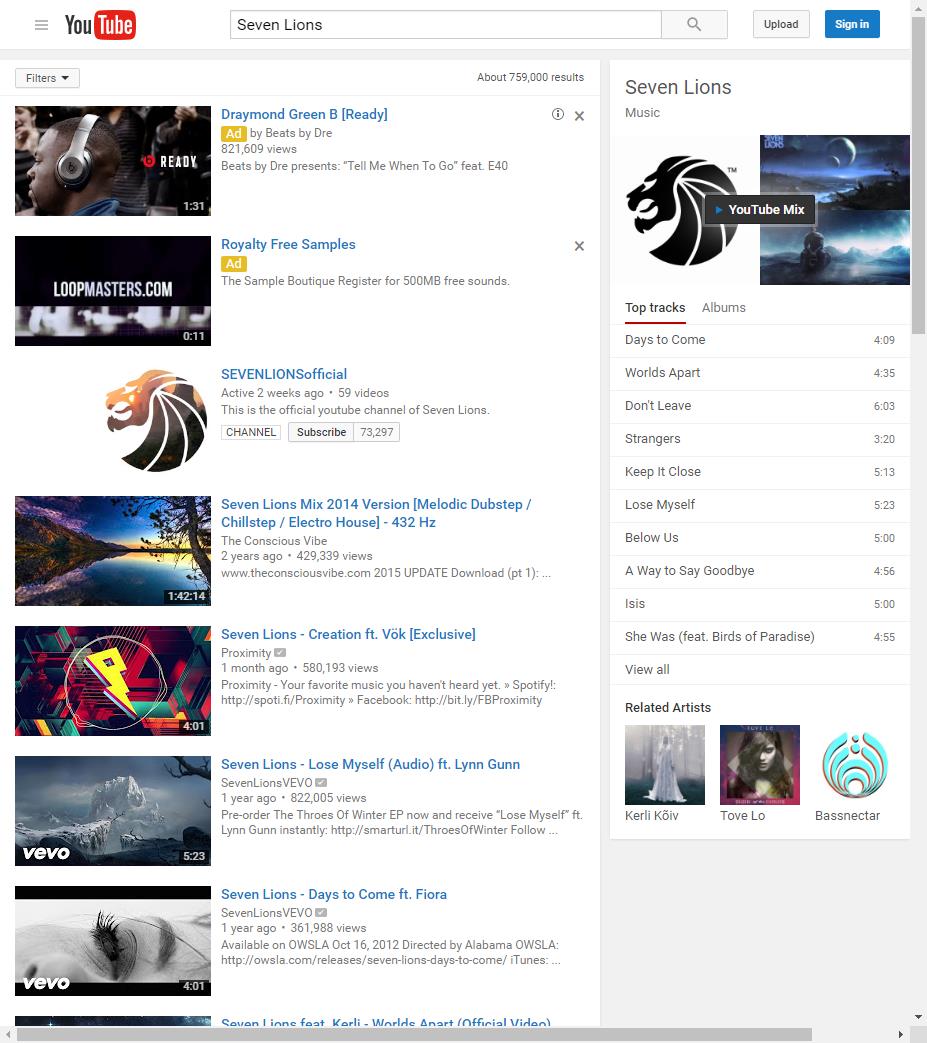 YouTube
Seven Lions
Upload
Sign in
Filters
About 759,000 results
READY
1:31
Draymond Green B [Ready]
Ad by Beats by Dre
821,609 views
Beats by Dre presents: “Tell Me When To Go” feat. E40
LOOPMASTERS.COM
0:11
Royalty Free Samples
Ad
The Sample Boutique Register for 500MB free sounds.
SEVENLIONSofficial
Active 2 weeks ago • 59 videos
This is the official youtube channel of Seven Lions.
CHANNEL Subscribe 73,297
1:42:14
Seven Lions Mix 2014 Version [Melodic Dubstep /
Chillstep / Electro House] - 432 Hz
The Conscious Vibe
2 years ago • 429,339 views
www.theconsciousvibe.com 2015 UPDATE Download (pt 1): ...
4:01
Seven Lions - Creation ft. Vök [Exclusive]
Proximity
1 month ago • 580,193 views
Proximity - Your favorite music you haven't heard yet. » Spotify!:
http://spoti.fi/Proximity » Facebook: http://bit.ly/FBProximity
vevo
5:23
Seven Lions - Lose Myself (Audio) ft. Lynn Gunn
SevenLionsVEVO
1 year ago • 822,005 views
Pre-order The Throes Of Winter EP now and receive “Lose Myself” ft.
Lynn Gunn instantly: http://smarturl.it/ThroesOfWinter Follow ...
vevo
4:01
Seven Lions - Days to Come ft. Fiora
SevenLionsVEVO
1 year ago • 361,988 views
Available on OWSLA Oct 16, 2012 Directed by Alabama OWSLA:
http://owsla.com/releases/seven-lions-days-to-come/ iTunes: ...
Seven Lions feat. Kerli - Worlds Apart (Official Video)
Seven Lions
Music
TM
SEVEN
LIONS
YouTube Mix
Top tracks Albums
Days to Come 4:09
Worlds Apart 4:35
Don't Leave 6:03
Strangers 3:20
Keep It Close 5:13
Lose Myself 5:23
Below Us 5:00
A Way to Say Goodbye 4:56
Isis 5:00
She Was (feat. Birds of Paradise) 4:55
View all
Related Artists
TOVE LO
Kerli Kõiv
Tove Lo
Bassnectar